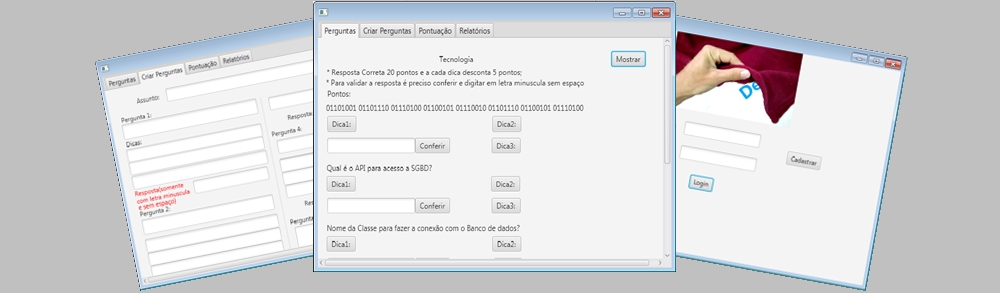 Perguntas Criar Perguntas Pontuação Relatórios
Assunto:
Pergunta 1:
Dicas:
Resposta(somente
com letra minuscula
e sem espaço)
Pergunta 2:
Resposta
Pergunta 4:
Perguntas Criar Perguntas Pontuação Relatórios
Tecnologia
Mostrar
* Resposta Correta 20 pontos e a cada dica desconta 5 pontos;
* Para validar a resposta é preciso conferir e digitar em letra minuscula sem espaço
Pontos:
01101001 01101110 01110100 01100101 01110010 01101110 01100101 01110100
Dica1: Dica2:
Conferir Dica3:
Qual é o API para acesso a SGBD?
Dica1: Dica2:
Conferir Dica3:
Nome da Classe para fazer a conexão com o Banco de dados?
Dica1: Dica2:
De
Cadastrar
Login